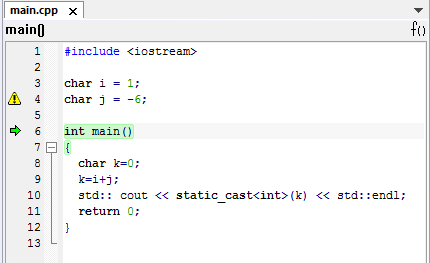 main.cpp x
main() f()
1 #include <iostream>
2
3 char i = 1;
4 char j = -6;
5
6 int main()
7 {
8 char k=0;
9 k=i+j;
10 std:: cout << static_cast<int>(k) << std::endl;
11 return 0;
12 }
13